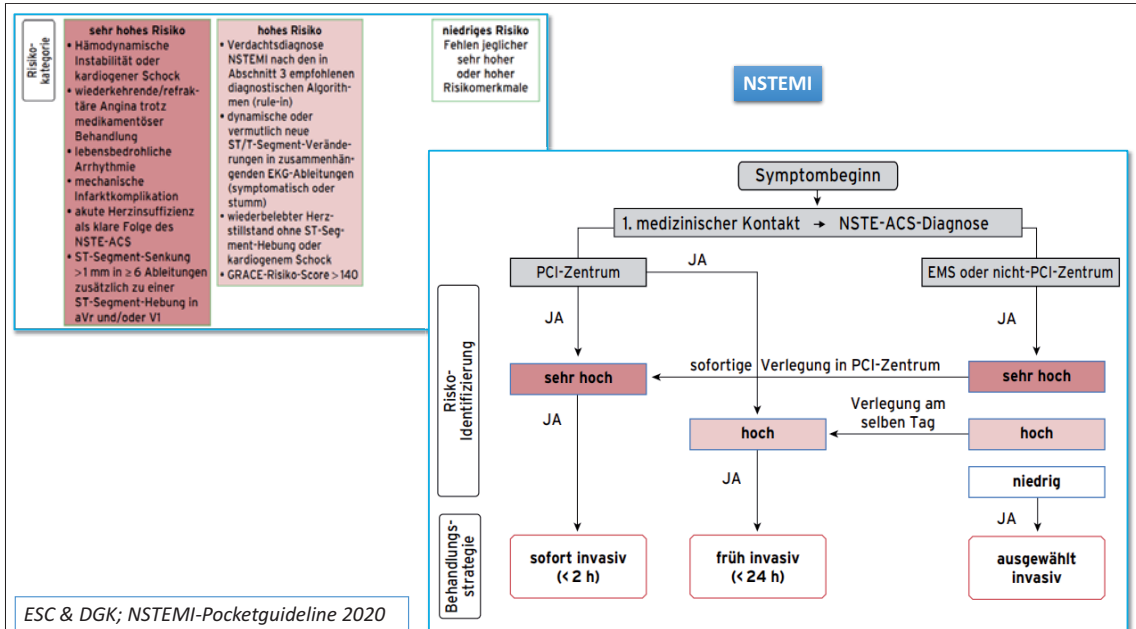 Risiko-
kategorie
sehr hohes Risiko
• Hämodynamische
Instabilität oder
kardiogener Schock
• wiederkehrende/refrak-
täre Angina trotz
medikamentöser
Behandlung
• lebensbedrohliche
Arrhythmie
• mechanische
Infarktkomplikation
• akute Herzinsuffizienz
als klare Folge des
NSTE-ACS
• ST-Segment-Senkung
>1 mm in ≥ 6 Ableitungen
zusätzlich zu einer
ST-Segment-Hebung in
aVr und/oder V1
hohes Risiko
• Verdachtsdiagnose
NSTEMI nach den in
Abschnitt 3 empfohlenen
diagnostischen Algorith-
men (rule-in)
• dynamische oder
vermutlich neue
ST/T-Segment-Verände-
rungen in zusammenhän-
genden EKG-Ableitungen
(symptomatisch oder
stumm)
• wiederbelebter Herz-
stillstand ohne ST-Seg-
ment-Hebung oder
kardiogenem Schock
• GRACE-Risiko-Score > 140
niedriges Risiko
Fehlen jeglicher
sehr hoher
oder hoher
Risikomerkmale
NSTEMI
Symptombeginn
1. medizinischer Kontakt → NSTE-ACS-Diagnose
PCI-Zentrum
JA
EMS oder nicht-PCI-Zentrum
JA
JA
Risko-
Identifizierung
sehr hoch
sofortige Verlegung in PCI-Zentrum
sehr hoch
JA
hoch
Verlegung am
selben Tag
hoch
JA
niedrig
JA
Behandlungs-
strategie
sofort invasiv
(< 2 h)
früh invasiv
(< 24 h)
ausgewählt
invasiv
ESC & DGK; NSTEMI-Pocketguideline 2020